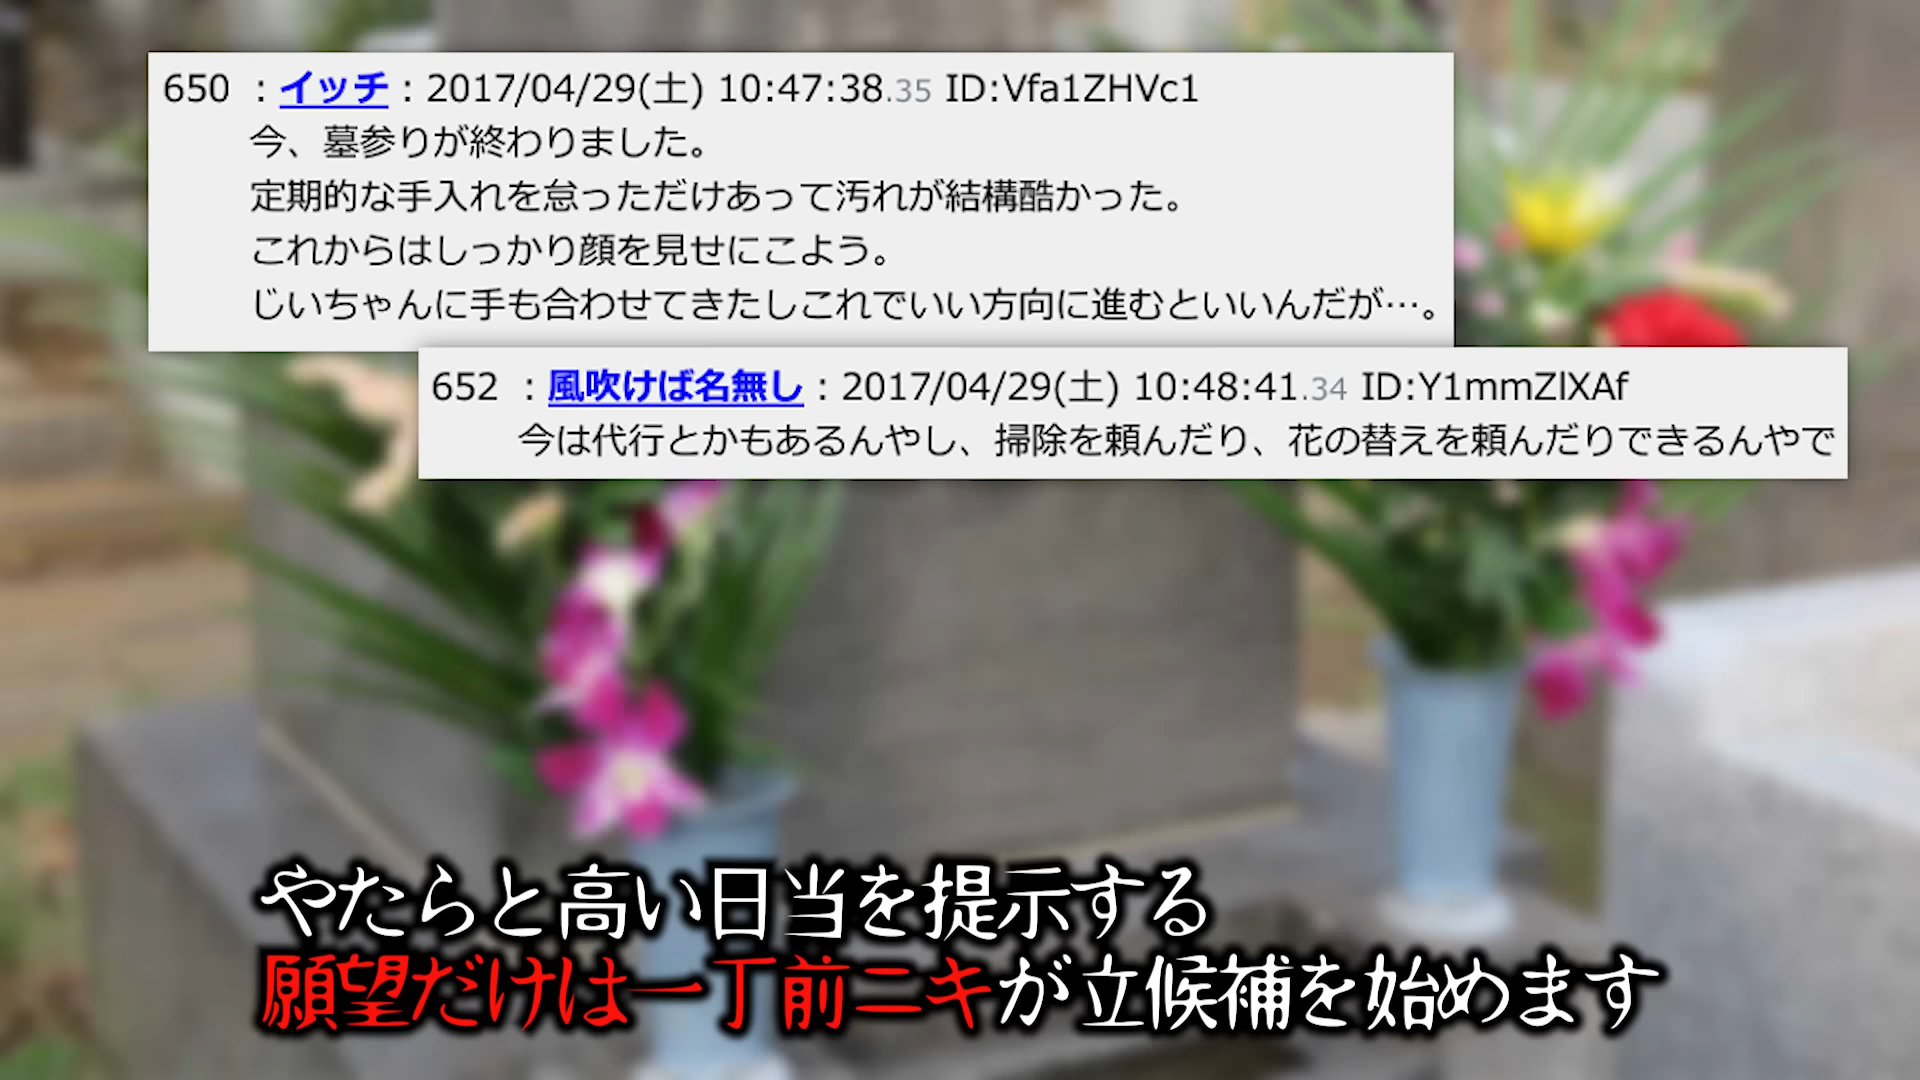 650 ：イッチ：2017/04/29(土) 10:47:38.35 ID:Vfa1ZHVc1
今、墓参りが終わりました。
定期的な手入れを怠っただけあって汚れが結構酷かった。
これからはしっかり顔を見せにこよう。
じいちゃんに手も合わせてきたしこれでいい方向に進むといいんだが…。
652 ：風吹けば名無し：2017/04/29(土) 10:48:41.34 ID:Y1mmZlXAf
今は代行とかもあるんやし、掃除を頼んだり、花の替えを頼んだりできるんやで
やたらと高い日当を提示する
願望だけは一丁前ニキが立候補を始めます